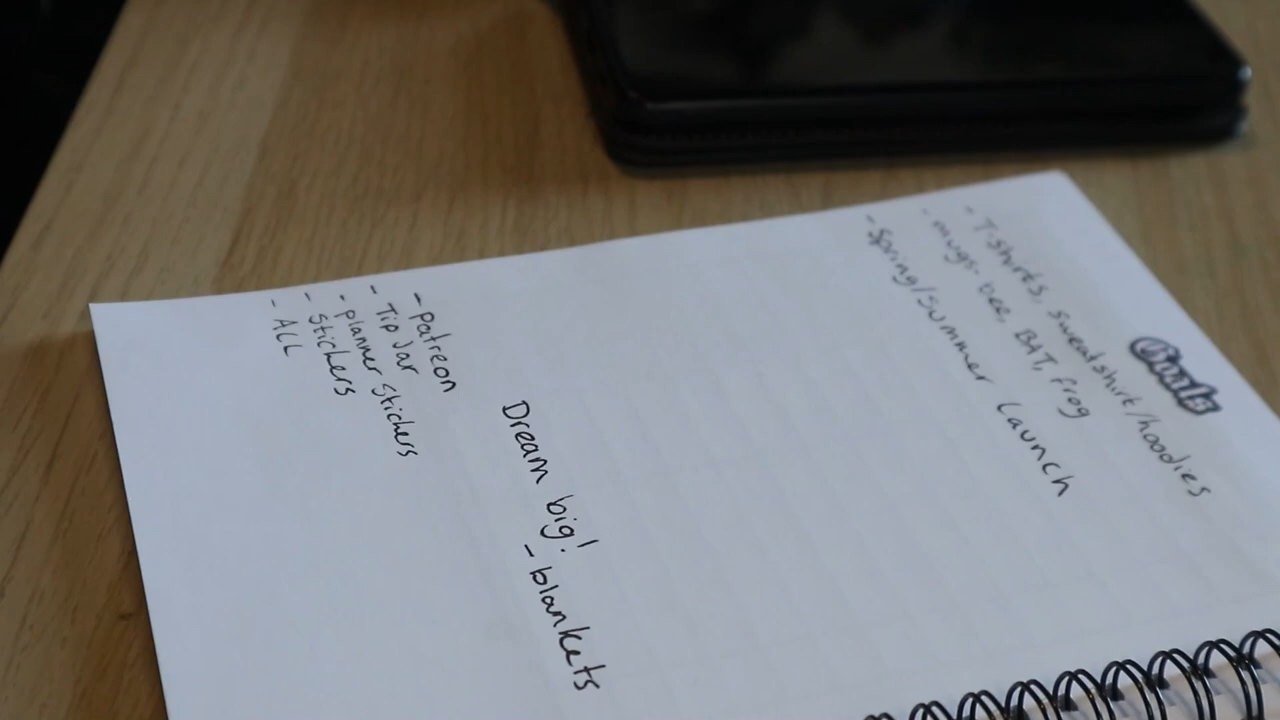 Goals
- T-shirts, sweatshirt/hoodies
- mugs- bee, BAT, frog
- Spring/Summer Launch
Dream big!
- blankets
- Patreon
- Tip Jar
- planner stickers
- Stickers
- ALL